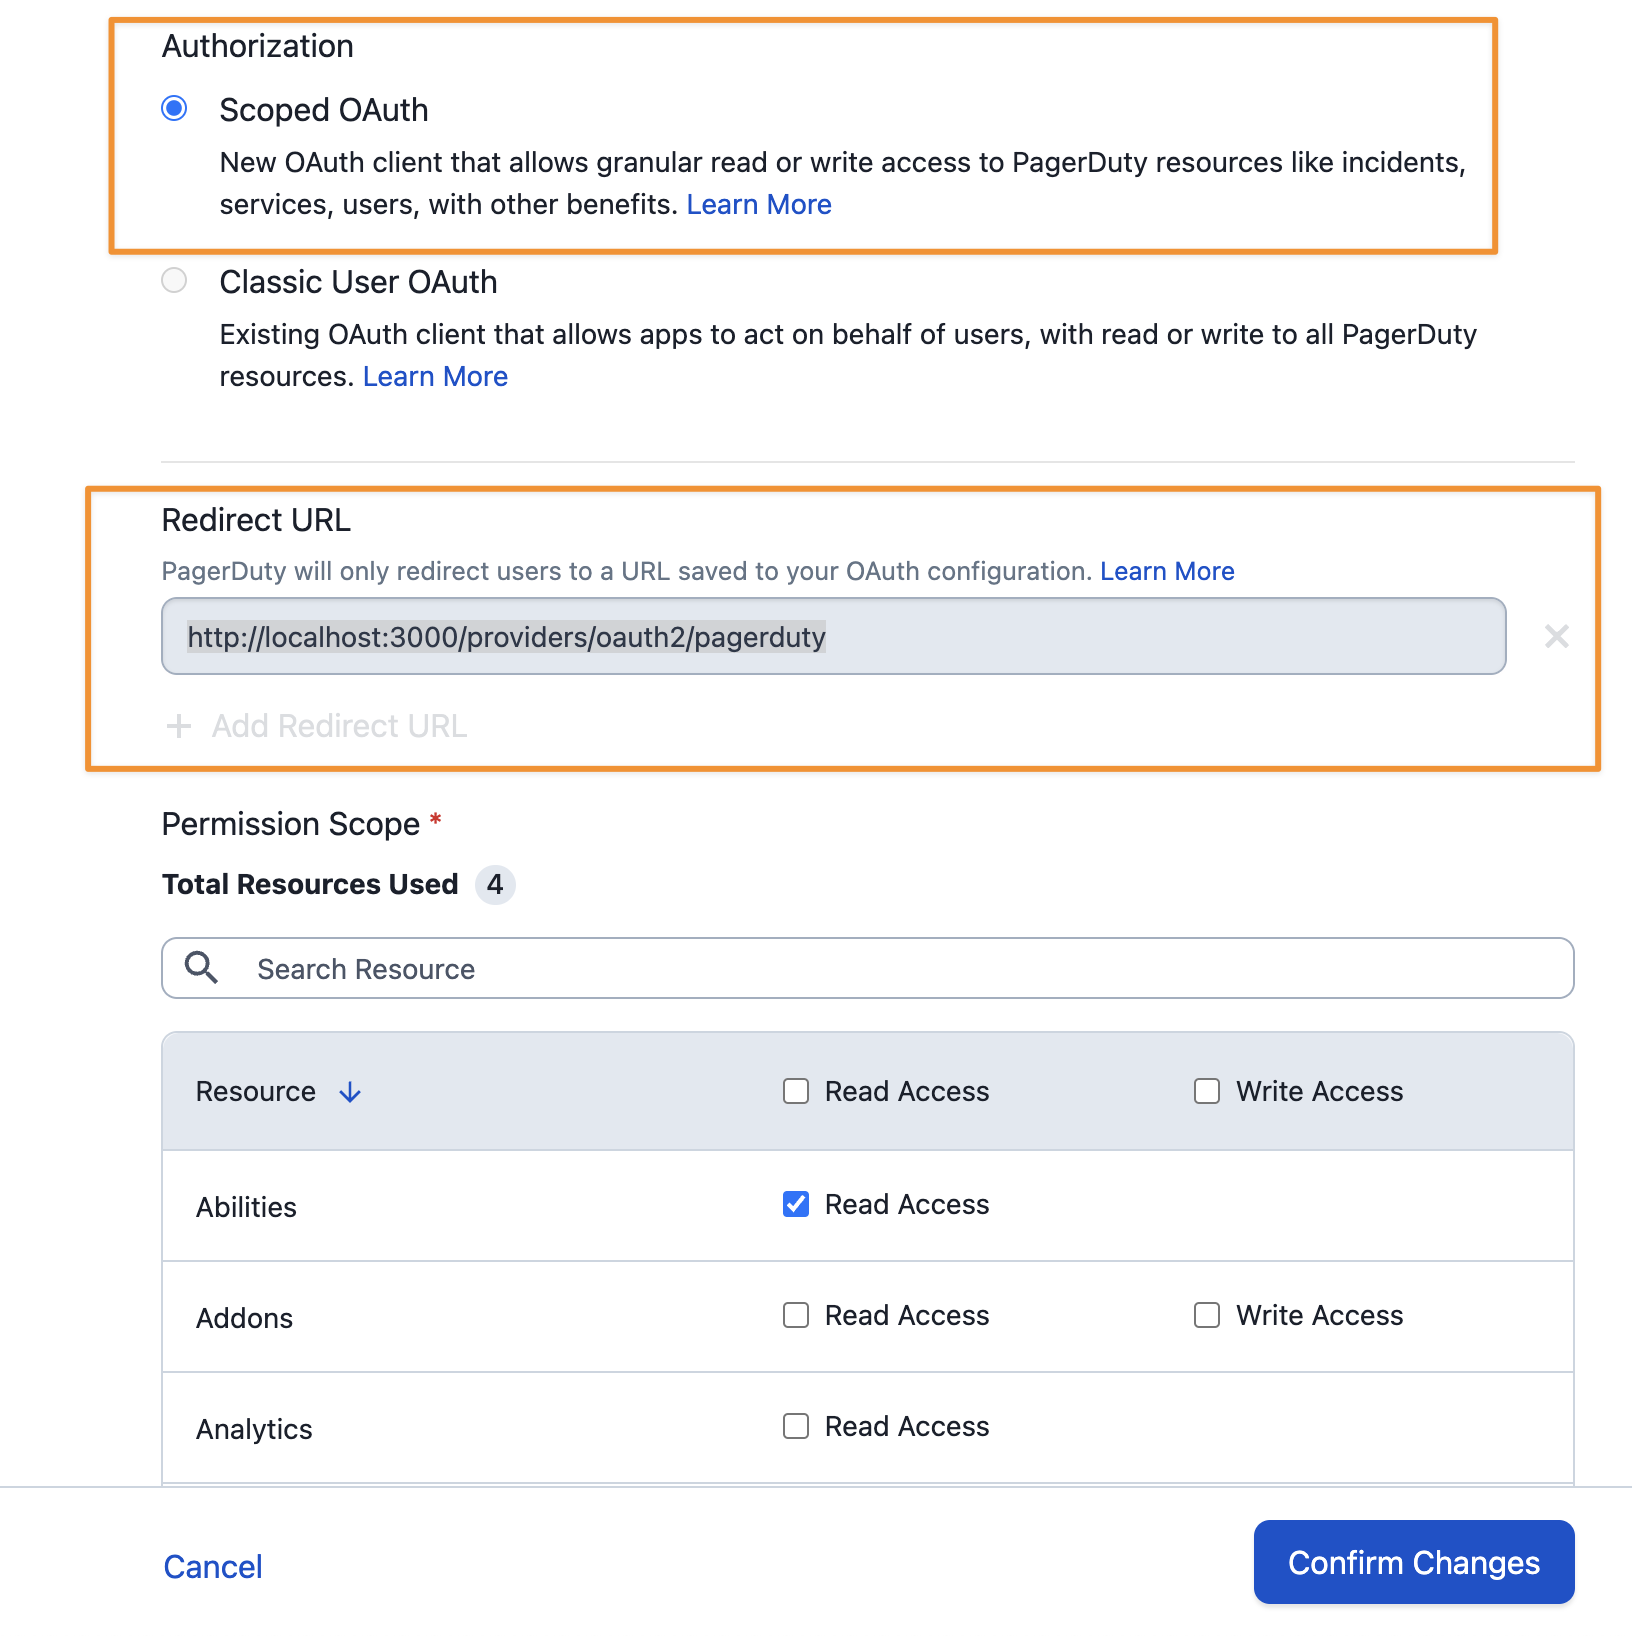 Authorization
Scoped OAuth
New OAuth client that allows granular read or write access to PagerDuty resources like incidents,
services, users, with other benefits. Learn More
Classic User OAuth
Existing OAuth client that allows apps to act on behalf of users, with read or write to all PagerDuty
resources. Learn More
Redirect URL
PagerDuty will only redirect users to a URL saved to your OAuth configuration. Learn More
http://localhost:3000/providers/oauth2/pagerduty
Add Redirect URL
Permission Scope *
Total Resources Used 4
Search Resource
Resource Read Access Write Access
Abilities Read Access
Addons Read Access Write Access
Analytics Read Access
Cancel Confirm Changes